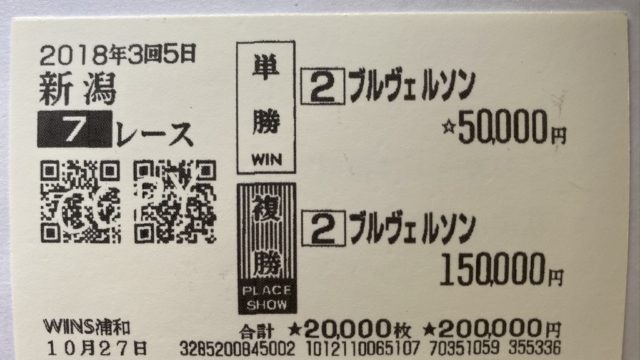 2018年3回5日
新潟
7レース
COPY
単勝
WIN
2 ブルヴェルソン
☆50,000円
複勝
PLACE
SHOW
2 ブルヴェルソン
150,000円
WINS浦和
合計 ★20,000枚 ★200,000円
10月27日 3285200845002 1012110065107 70351059 355336